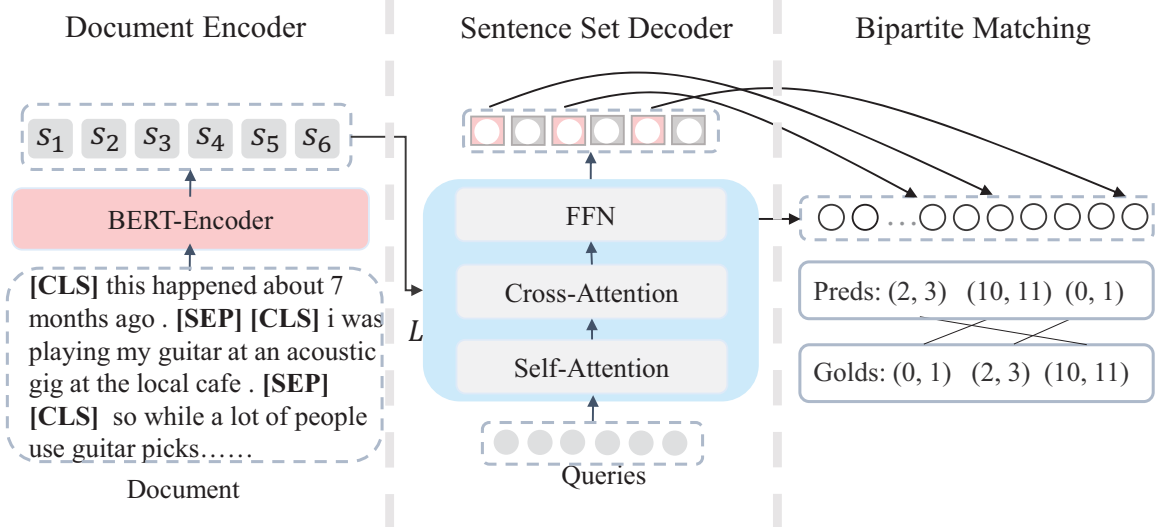 Document Encoder
Sentence Set Decoder
Bipartite Matching
s1 s2 s3 s4 s5 s6
BERT-Encoder
[CLS] this happened about 7
months ago . [SEP] [CLS] i was
playing my guitar at an acoustic
gig at the local cafe . [SEP]
[CLS] so while a lot of people
use guitar picks……
Document
L
FFN
Cross-Attention
Self-Attention
Queries
...
Preds: (2, 3) (10, 11) (0, 1)
Golds: (0, 1) (2, 3) (10, 11)